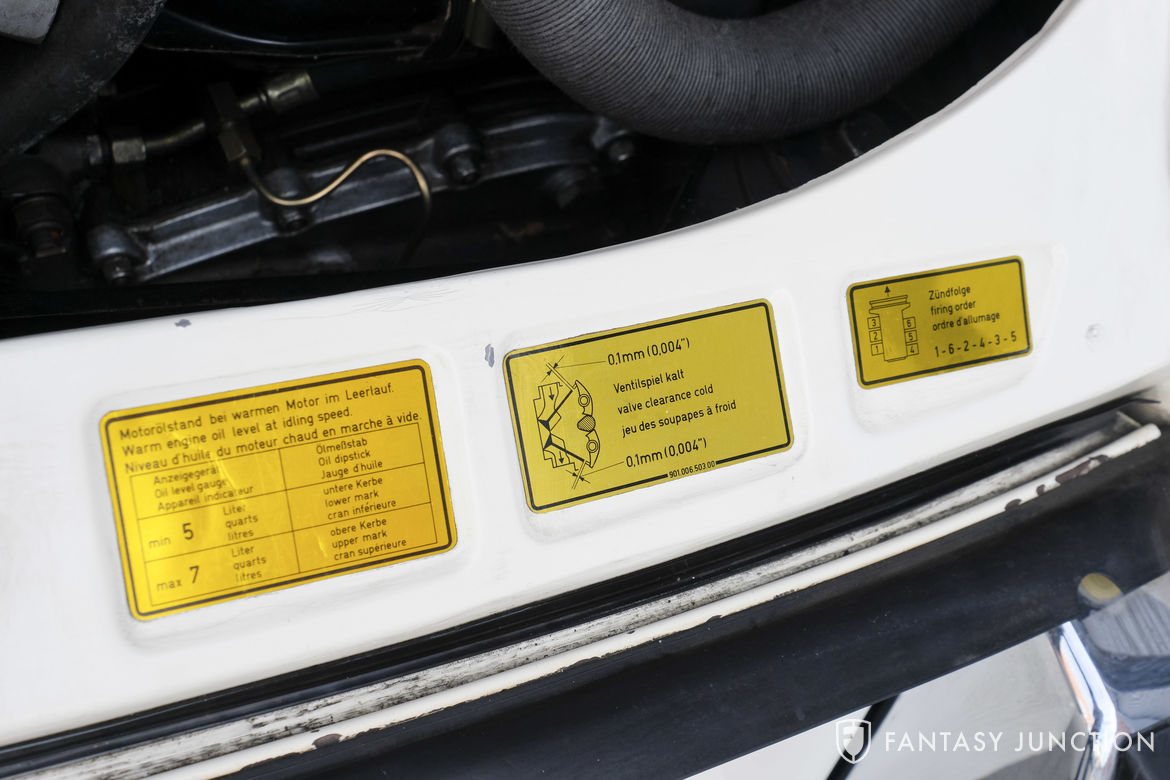 Motorölstand bei warmen Motor im Leerlauf.
Warm engine oil level at idling speed.
Niveau d'huile du moteur chaud en marche à vide.
Anzeigegerät
Oil level gauge
Appareil indicateur
Ölmeßstab
Oil dipstick
Jauge d'huile
min 5
Liter
quarts
litres
untere Kerbe
lower mark
cran inférieure
max 7
Liter
quarts
litres
obere Kerbe
upper mark
cran superieure
0,1mm (0,004")
Ventilspiel kalt
valve clearance cold
jeu des soupapes à froid
0,1mm (0,004")
901.006.503.00
Zündfolge
firing order
ordre d'allumage
3 6
2 5
1 4
1-6-2-4-3-5
FANTASY JUNCTION